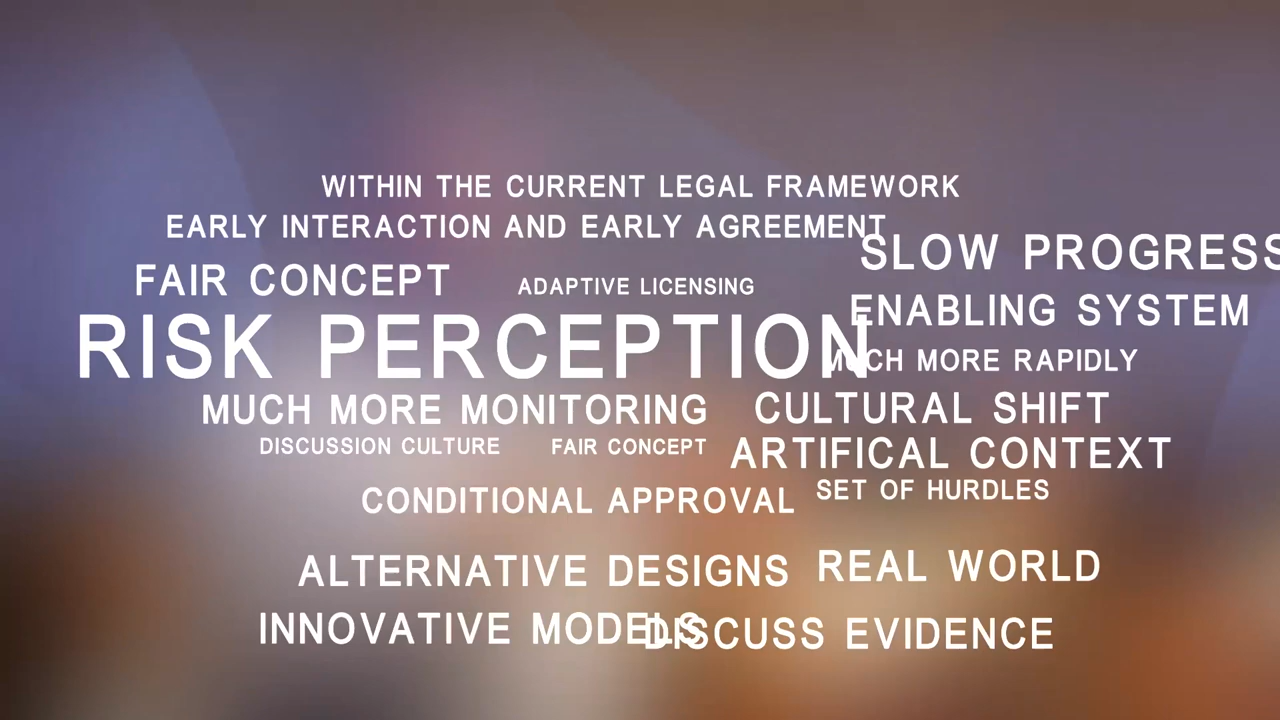 WITHIN THE CURRENT LEGAL FRAMEWORK
EARLY INTERACTION AND EARLY AGREEMENT
SLOW PROGRESS
FAIR CONCEPT
ADAPTIVE LICENSING
ENABLING SYSTEM
RISK PERCEPTION
MUCH MORE RAPIDLY
MUCH MORE MONITORING
CULTURAL SHIFT
DISCUSSION CULTURE
FAIR CONCEPT
ARTIFICAL CONTEXT
CONDITIONAL APPROVAL
SET OF HURDLES
ALTERNATIVE DESIGNS
REAL WORLD
INNOVATIVE MODELS
DISCUSS EVIDENCE